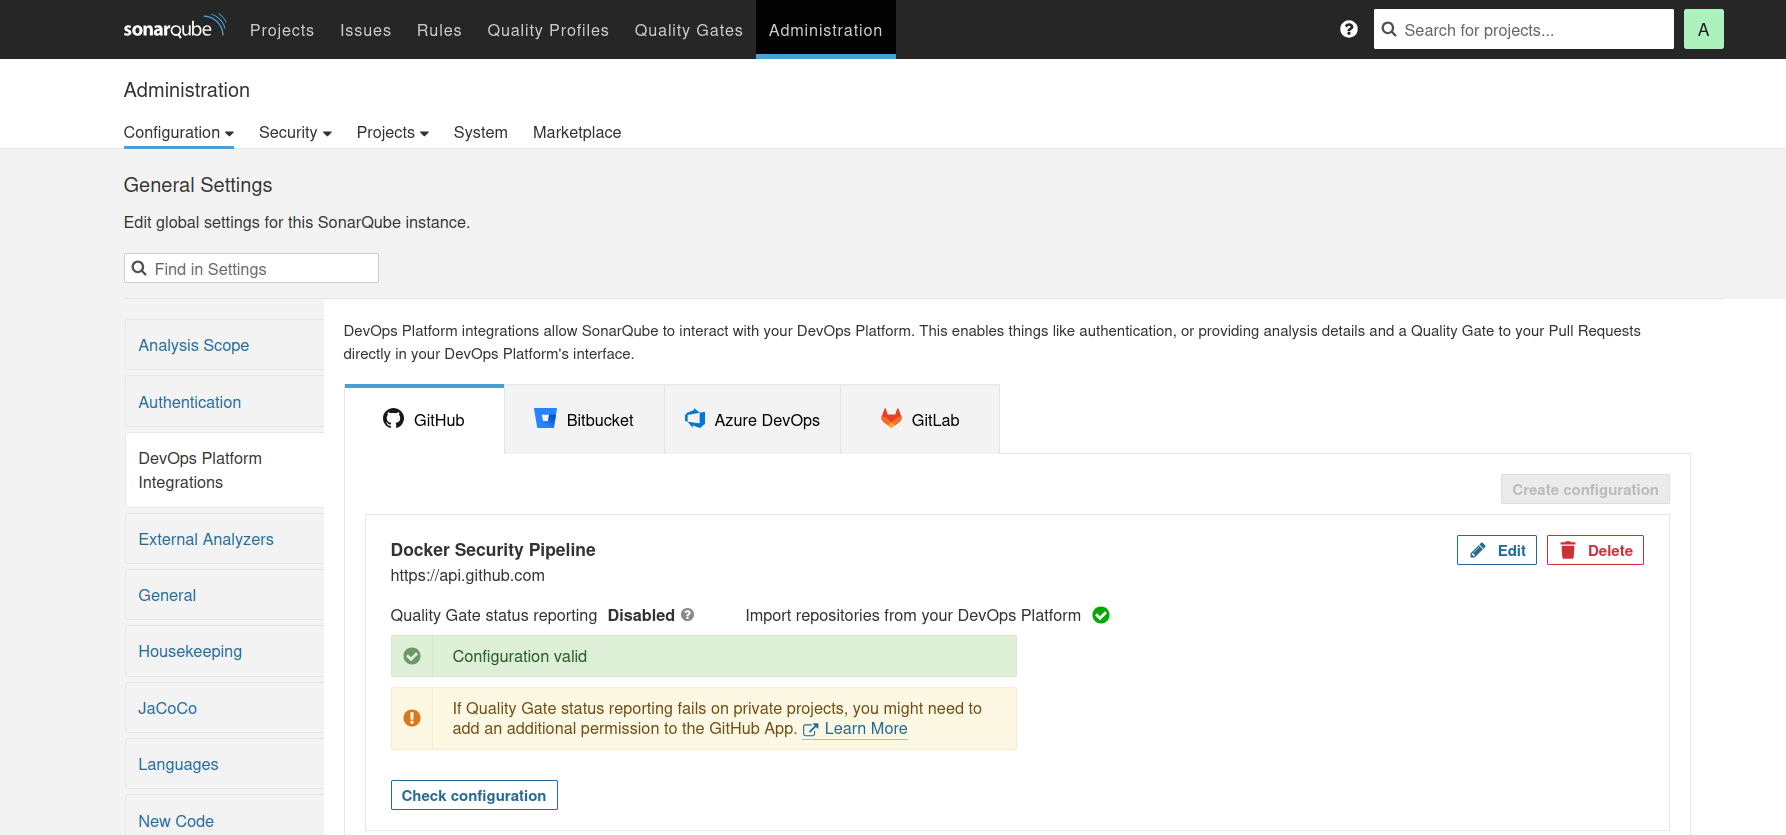 sonarqube Projects Issues Rules Quality Profiles Quality Gates Administration Search for projects... A
Administration
Configuration Security Projects System Marketplace
General Settings
Edit global settings for this SonarQube instance.
Find in Settings
Analysis Scope
Authentication
DevOps Platform
Integrations
External Analyzers
General
Housekeeping
JaCoCo
Languages
New Code
DevOps Platform integrations allow SonarQube to interact with your DevOps Platform. This enables things like authentication, or providing analysis details and a Quality Gate to your Pull Requests
directly in your DevOps Platform's interface.
GitHub Bitbucket Azure DevOps GitLab
Create configuration
Docker Security Pipeline Edit Delete
https://api.github.com
Quality Gate status reporting Disabled Import repositories from your DevOps Platform
Configuration valid
If Quality Gate status reporting fails on private projects, you might need to
add an additional permission to the GitHub App. Learn More
Check configuration